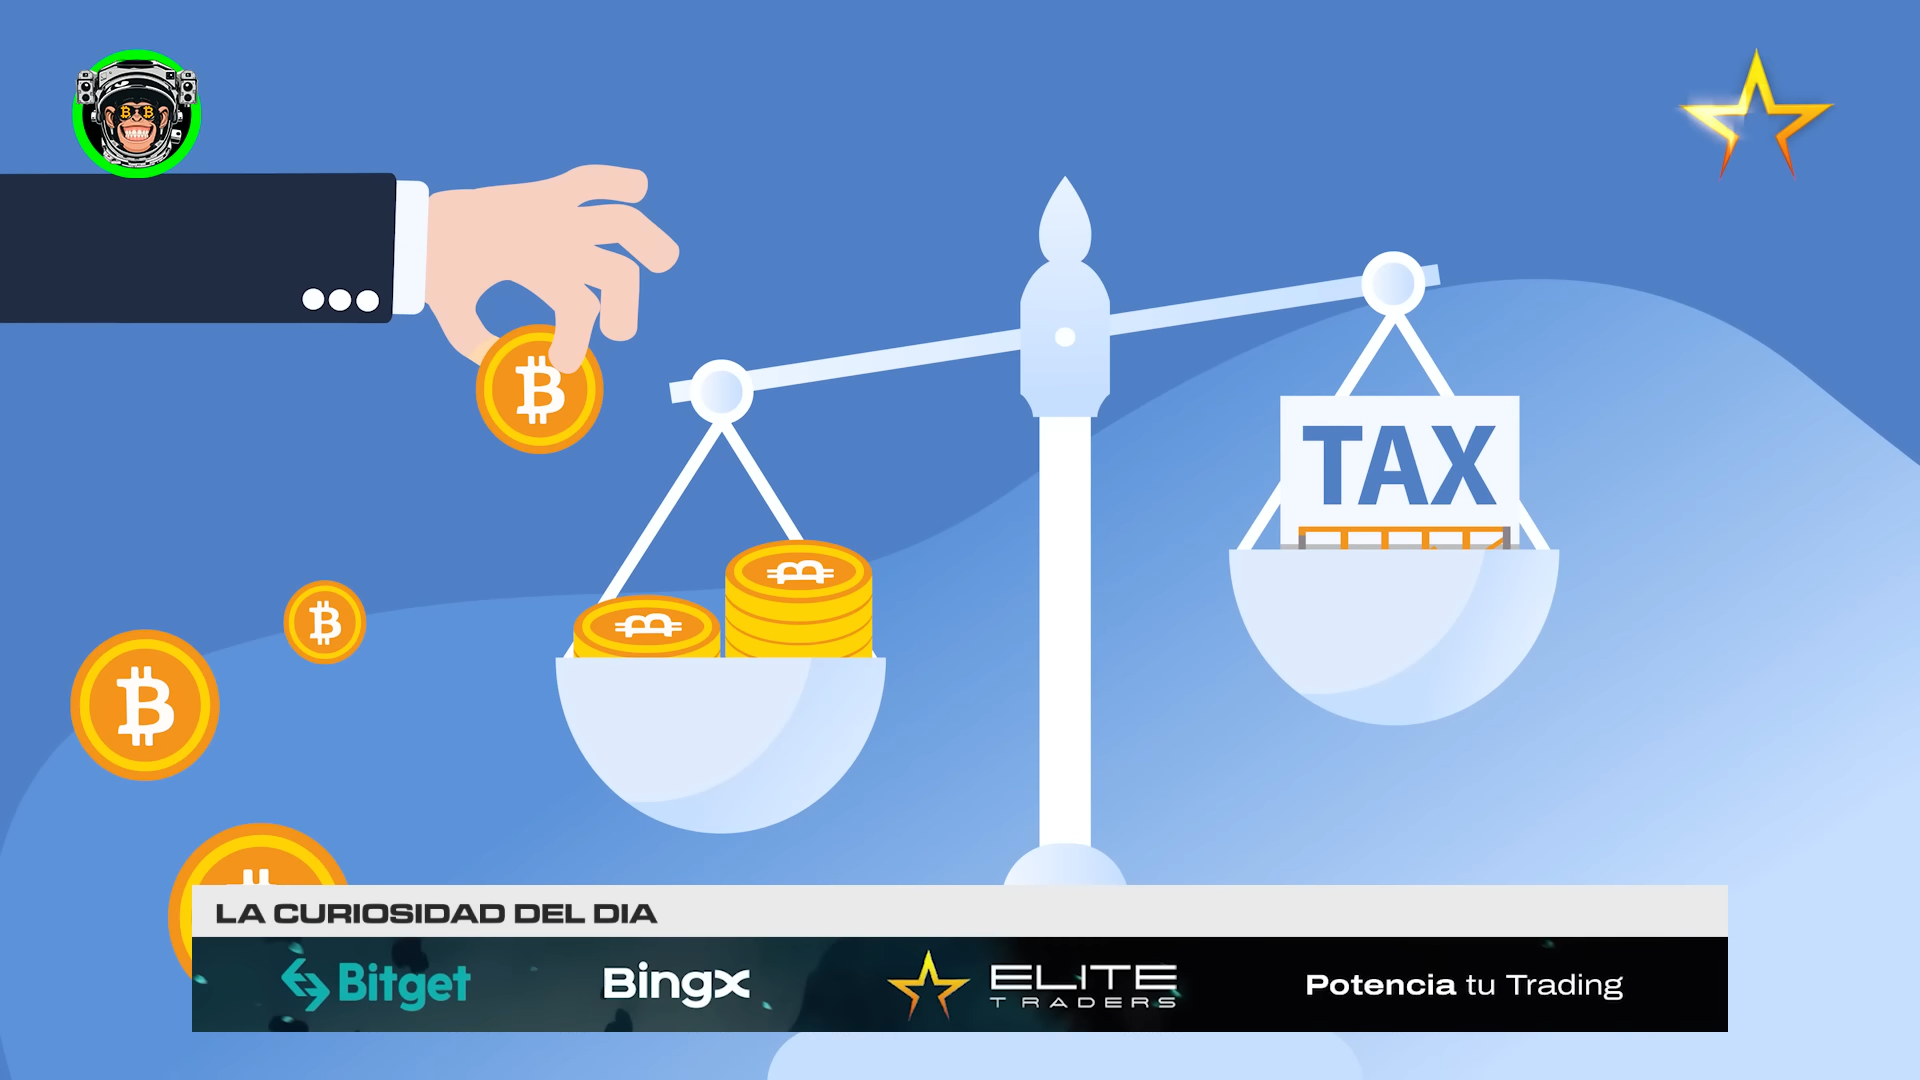 TAX
LA CURIOSIDAD DEL DIA
Bitget
BingX
ELITE
TRADERS
Potencia tu Trading